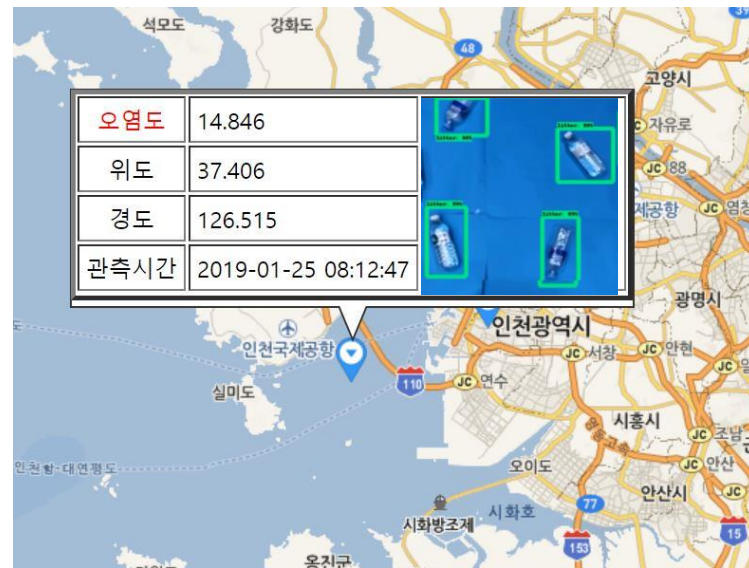 석모도
강화도
48
39
고양시
자유로
JC 88
제공항
JC 염창
오염도 14.846
위도 37.406
경도 126.515
관측시간 2019-01-25 08:12:47
광명시
인천광역시
인천국제공항
JC 서창
JC 안현
110
JC 연수
실미도
시흥시
JC 조남
인천항-대연평도
오이도
JC 안산
안산시
JC
77
시화호
시화방조제
15
153
옹진군